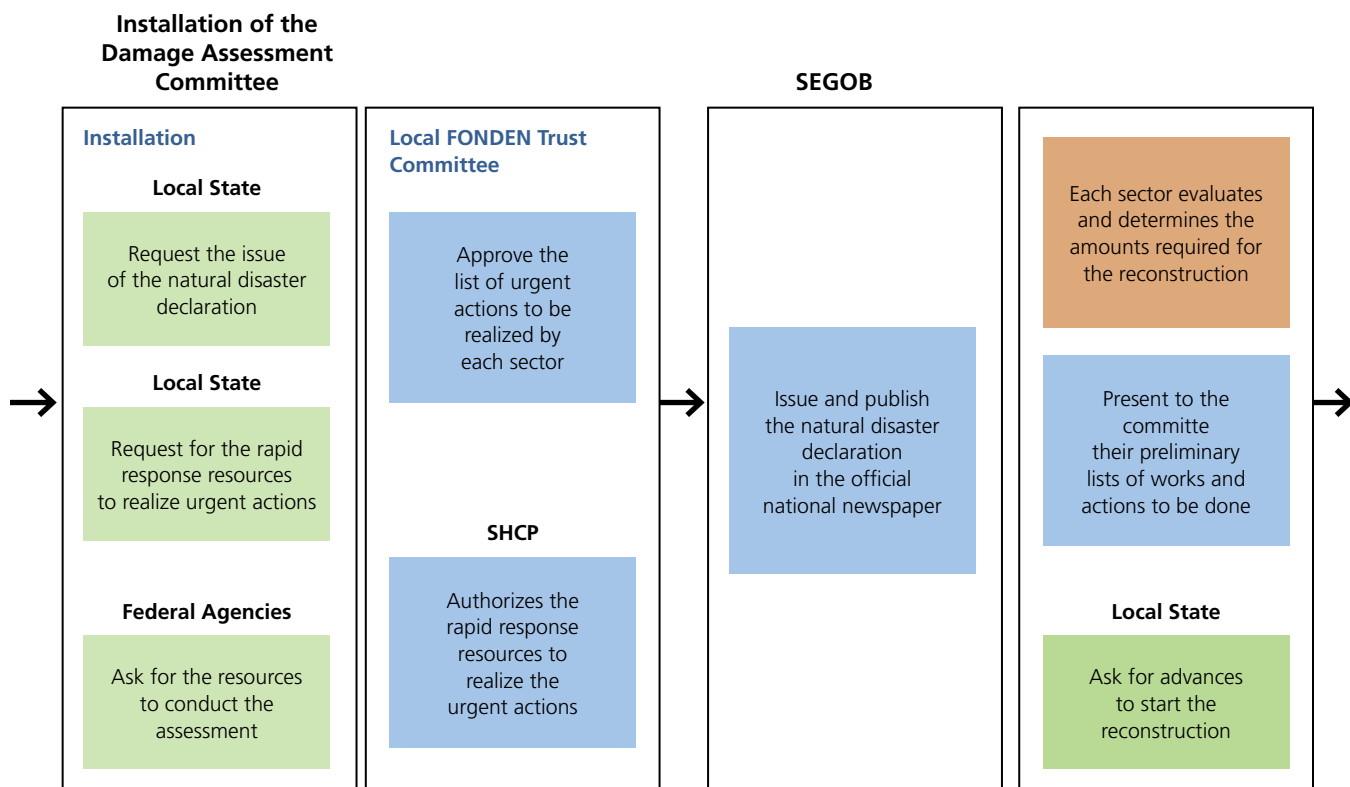 Installation of the
Damage Assessment
Committee
Installation
Local State
Request the issue
of the natural disaster
declaration
Local State
Request for the rapid
response resources
to realize urgent actions
Federal Agencies
Ask for the resources
to conduct the
assessment
Local FONDEN Trust
Committee
Approve the
list of urgent
actions to be
realized by
each sector
SHCP
Authorizes the
rapid response
resources to
realize the
urgent actions
SEGOB
Issue and publish
the natural disaster
declaration
in the official
national newspaper
Each sector evaluates
and determines the
amounts required for
the reconstruction
Present to the
committe
their preliminary
lists of works and
actions to be done
Local State
Ask for advances
to start the
reconstruction